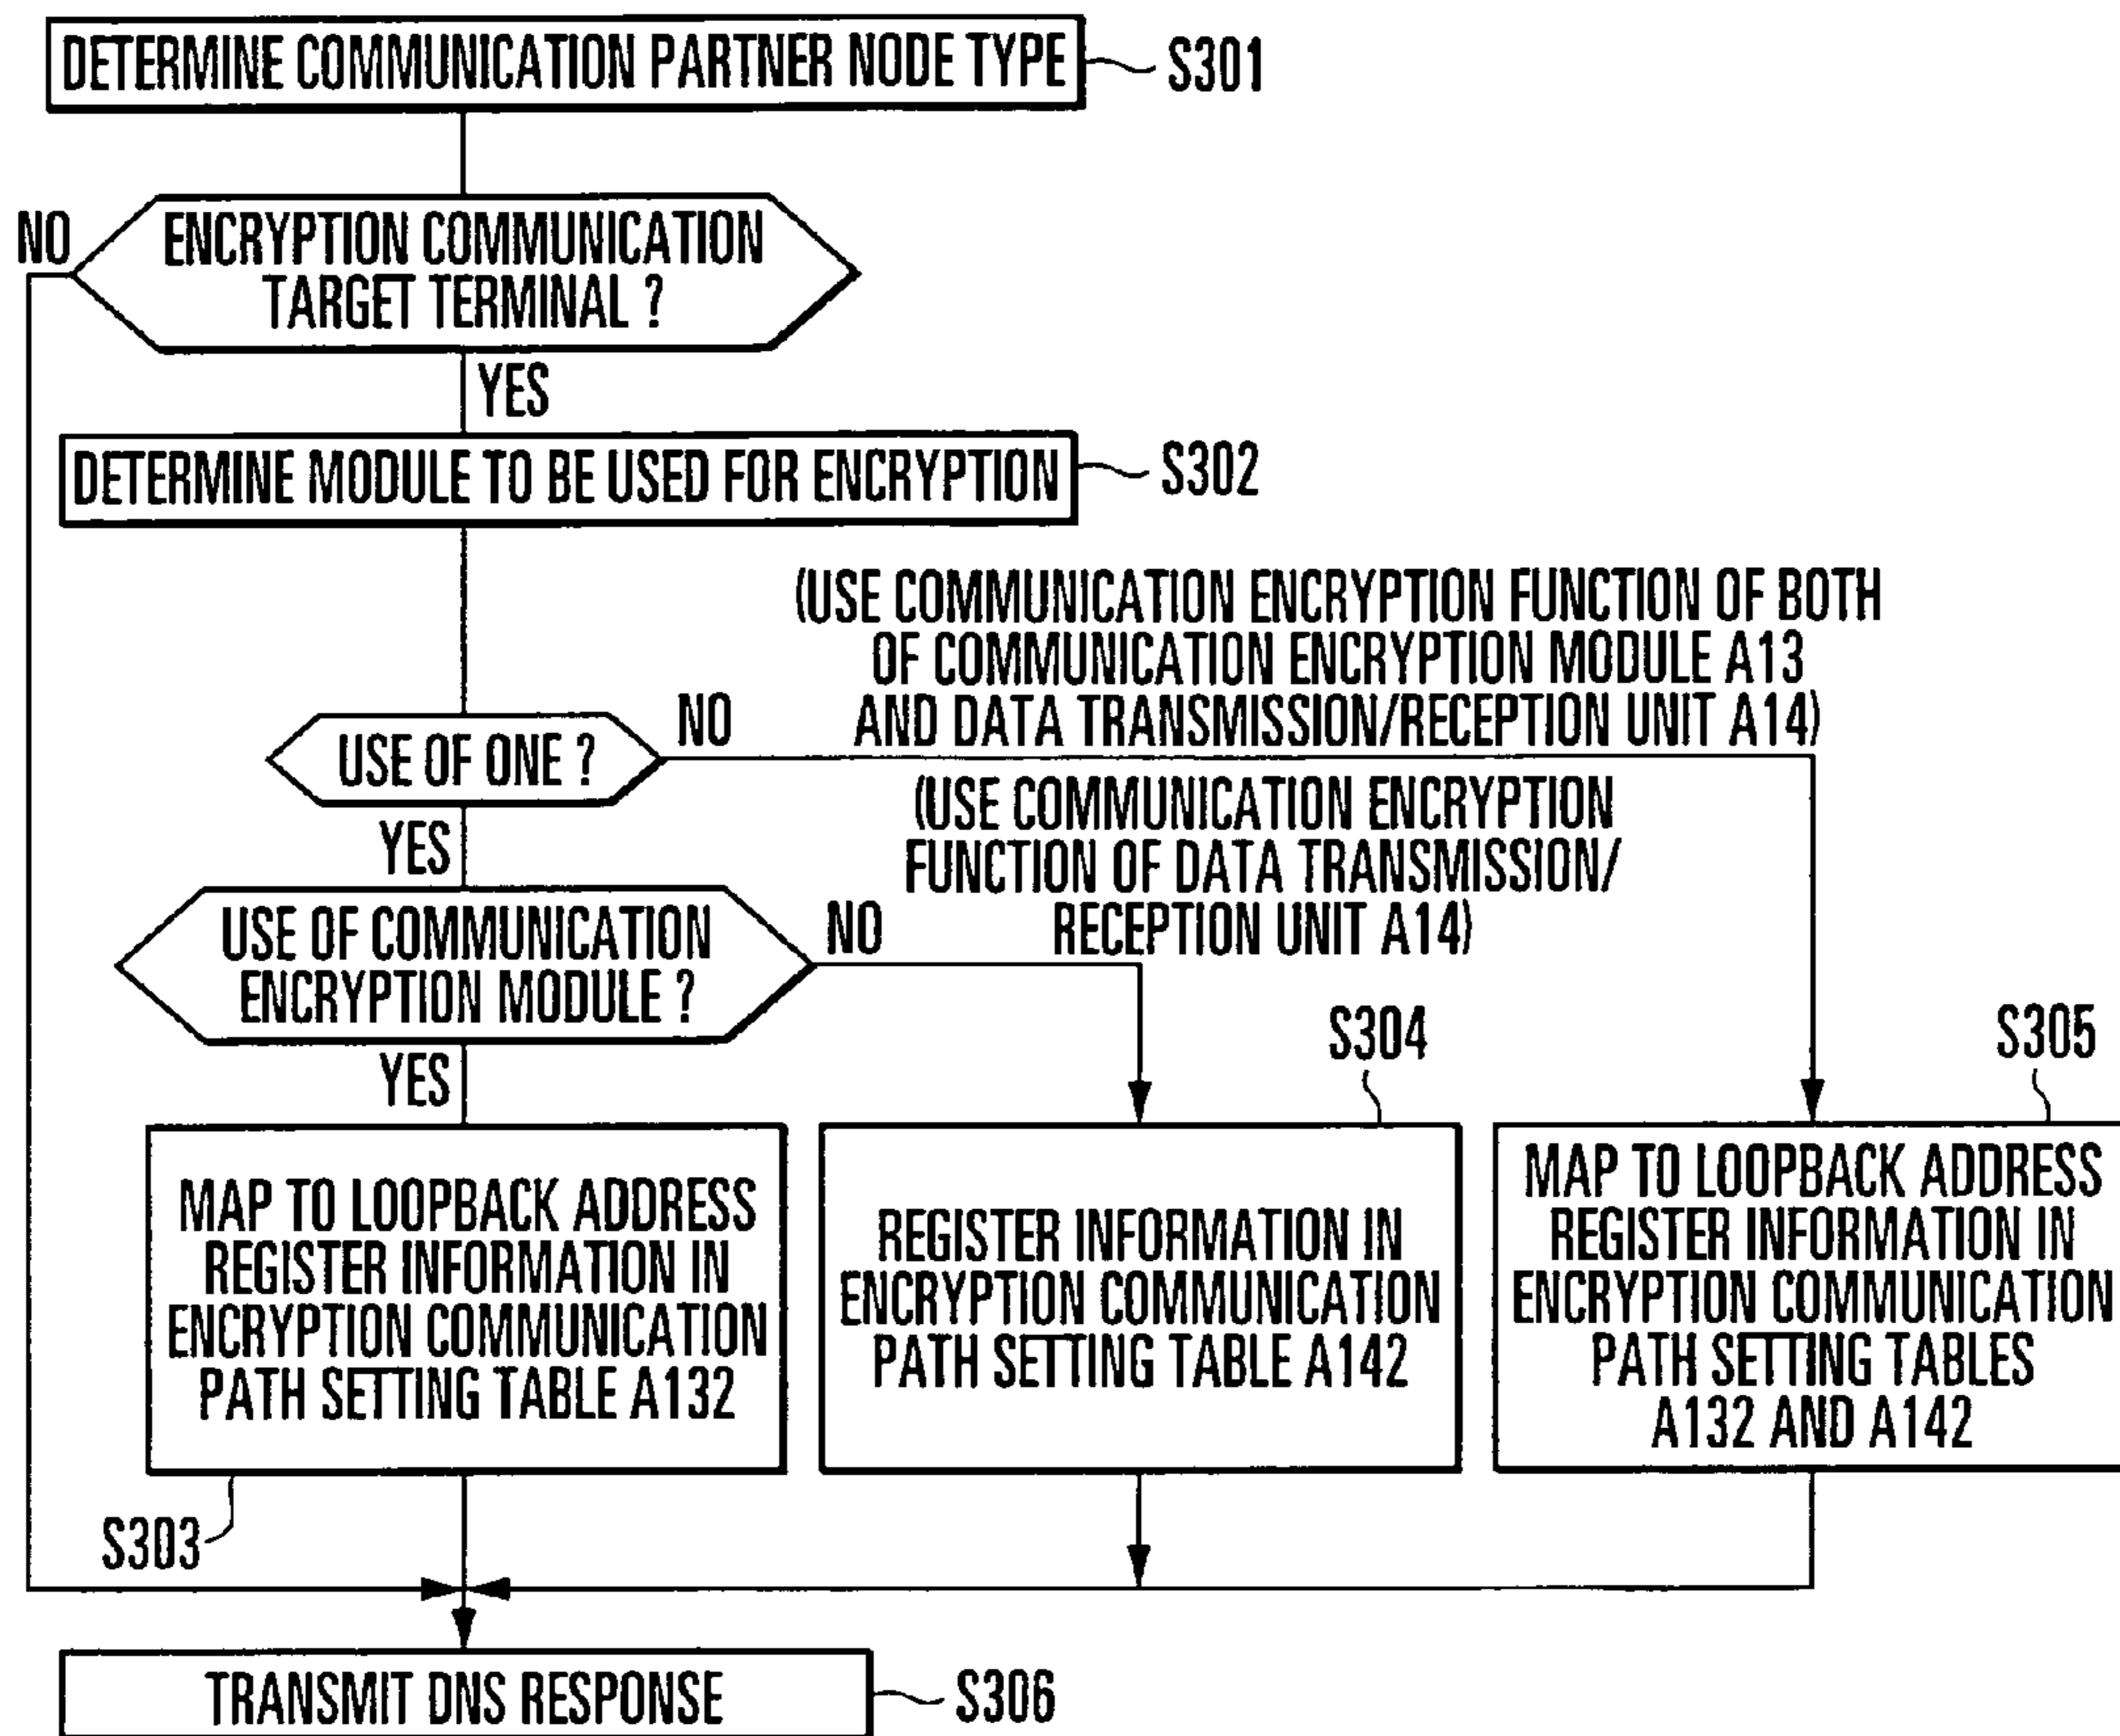 DETERMINE COMMUNICATION PARTNER NODE TYPE
S301
NO
ENCRYPTION COMMUNICATION
TARGET TERMINAL ?
YES
DETERMINE MODULE TO BE USED FOR ENCRYPTION
S302
(USE COMMUNICATION ENCRYPTION FUNCTION OF BOTH
OF COMMUNICATION ENCRYPTION MODULE A13
AND DATA TRANSMISSION/RECEPTION UNIT A14)
USE OF ONE ?
NO
YES
(USE COMMUNICATION ENCRYPTION
FUNCTION OF DATA TRANSMISSION/
RECEPTION UNIT A14)
USE OF COMMUNICATION
ENCRYPTION MODULE ?
NO
YES
S304
S305
MAP TO LOOPBACK ADDRESS
REGISTER INFORMATION IN
ENCRYPTION COMMUNICATION
PATH SETTING TABLE A132
S303
REGISTER INFORMATION IN
ENCRYPTION COMMUNICATION
PATH SETTING TABLE A142
MAP TO LOOPBACK ADDRESS
REGISTER INFORMATION IN
ENCRYPTION COMMUNICATION
PATH SETTING TABLES
A132 AND A142
TRANSMIT DNS RESPONSE
S306